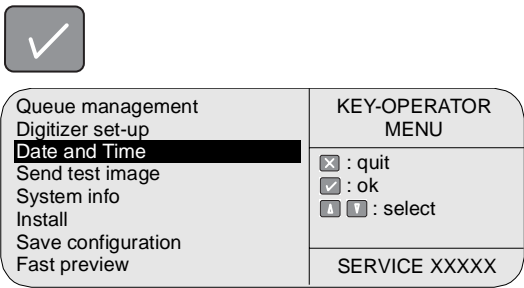 Queue management
Digitizer set-up
Date and Time
Send test image
System info
Install
Save configuration
Fast preview
KEY-OPERATOR
MENU
: quit
: ok
: select
SERVICE XXXXX